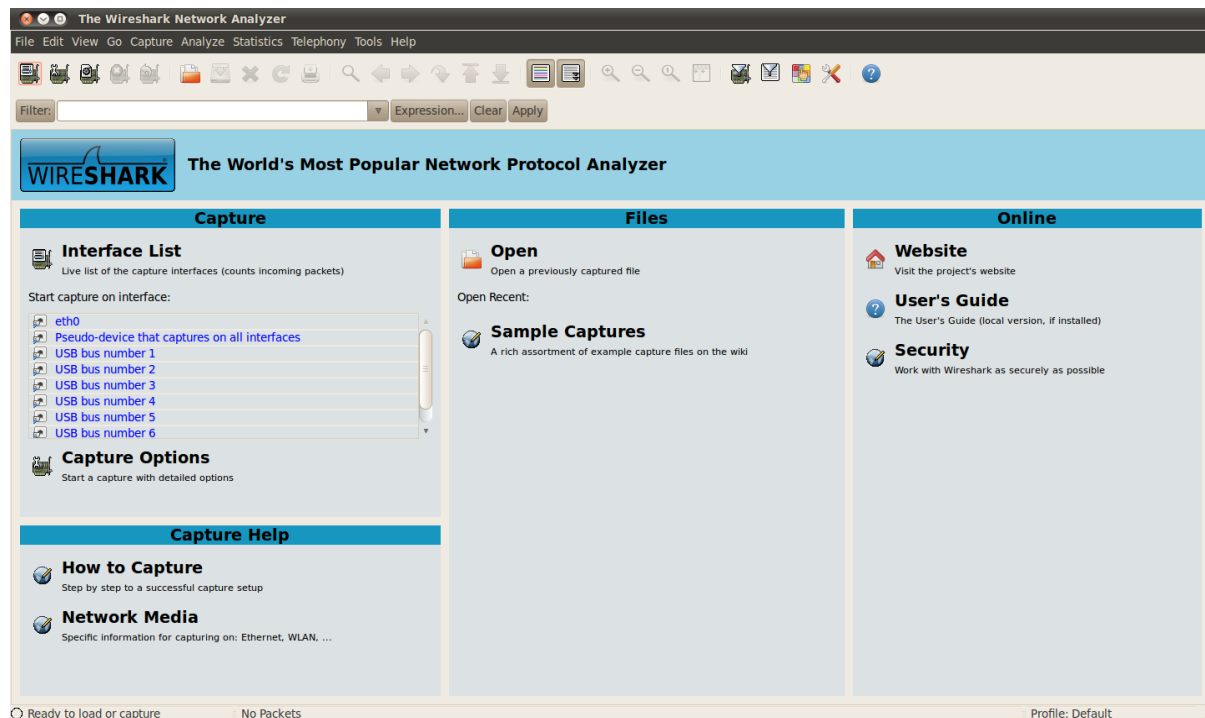 The Wireshark Network Analyzer
File Edit View Go Capture Analyze Statistics Telephony Tools Help
Filter: Expression... Clear Apply
WIRESHARK
The World's Most Popular Network Protocol Analyzer
Capture
Interface List
Live list of the capture interfaces (counts incoming packets)
Start capture on interface:
eth0
Pseudo-device that captures on all interfaces
USB bus number 1
USB bus number 2
USB bus number 3
USB bus number 4
USB bus number 5
USB bus number 6
Capture Options
Start a capture with detailed options
Capture Help
How to Capture
Step by step to a successful capture setup
Network Media
Specific information for capturing on: Ethernet, WLAN, ...
Files
Open
Open a previously captured file
Open Recent:
Sample Captures
A rich assortment of example capture files on the wiki
Online
Website
Visit the project's website
User's Guide
The User's Guide (local version, if installed)
Security
Work with Wireshark as securely as possible
Ready to load or capture
No Packets
Profile: Default